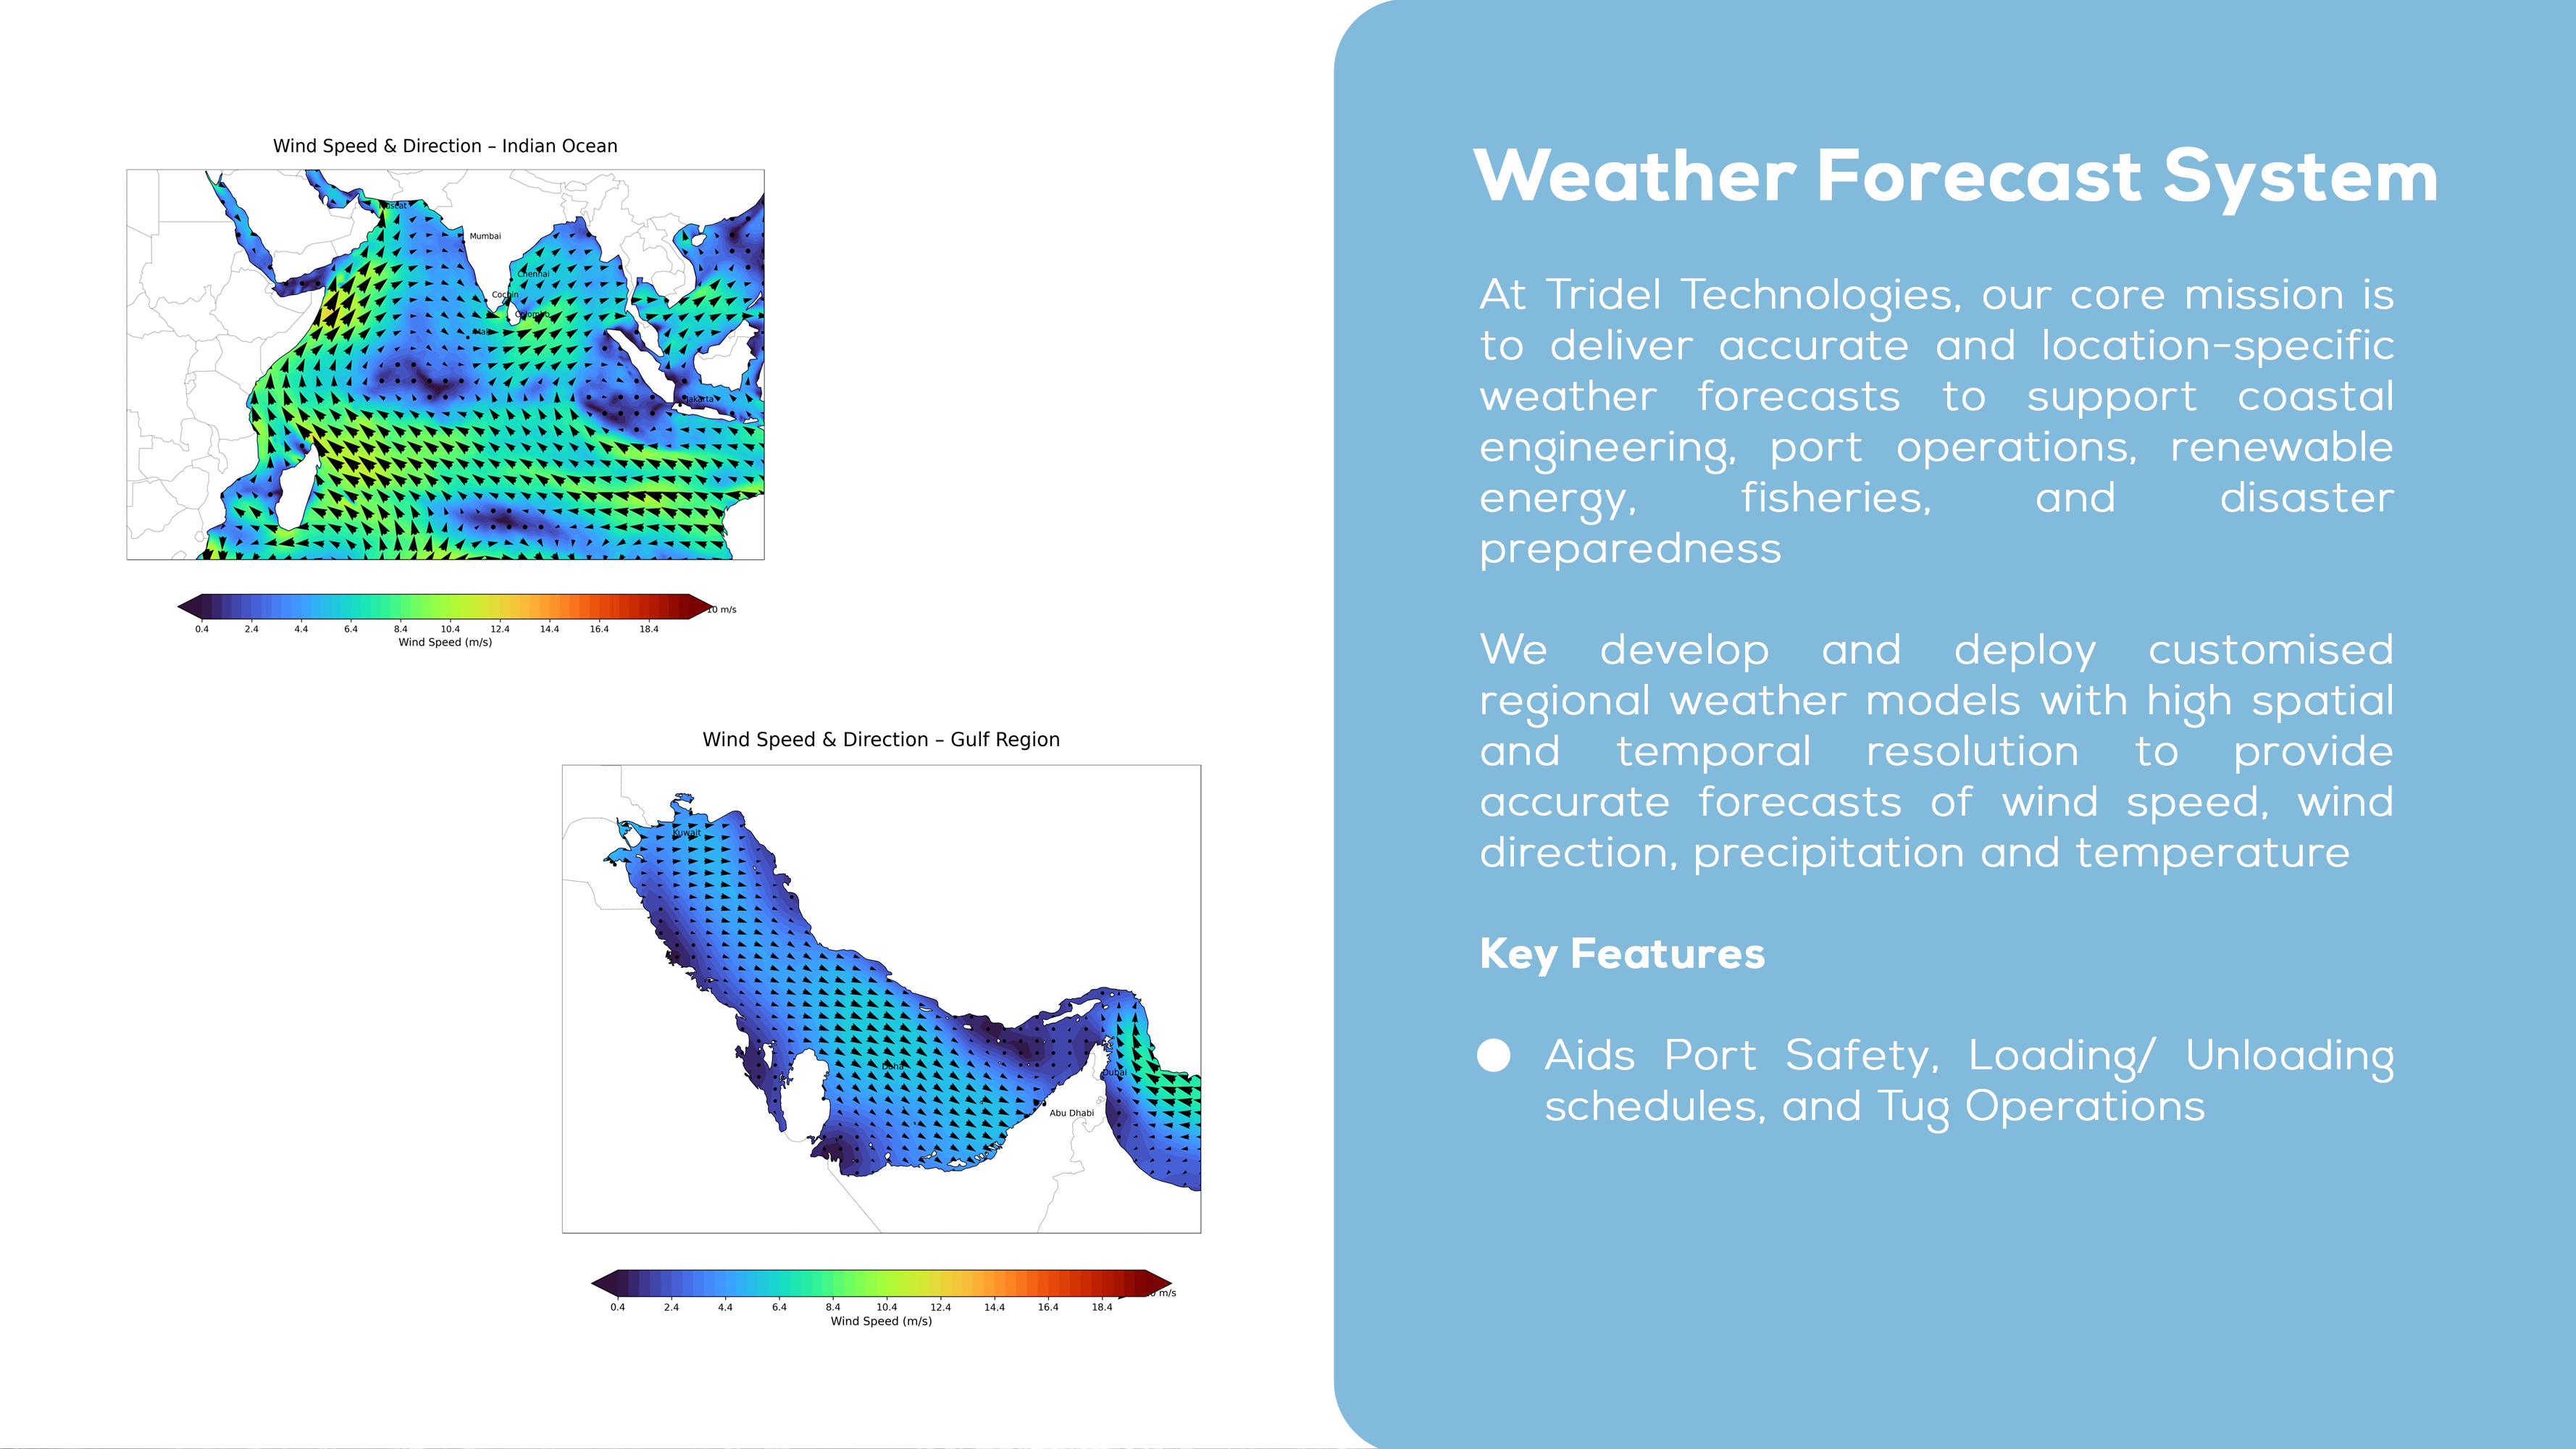 Wind Speed & Direction – Indian Ocean
Muscat
Mumbai
Chennai
Cochin
Colombo
Male
Jakarta
10 m/s
0.4 2.4 4.4 6.4 8.4 10.4 12.4 14.4 16.4 18.4
Wind Speed (m/s)
Wind Speed & Direction – Gulf Region
Kuwait
Doha
Dubai
Abu Dhabi
m/s
0.4 2.4 4.4 6.4 8.4 10.4 12.4 14.4 16.4 18.4
Wind Speed (m/s)
Weather Forecast System
At Tridel Technologies, our core mission is
to deliver accurate and location-specific
weather forecasts to support coastal
engineering, port operations, renewable
energy, fisheries, and disaster
preparedness
We develop and deploy customised
regional weather models with high spatial
and temporal resolution to provide
accurate forecasts of wind speed, wind
direction, precipitation and temperature
Key Features
● Aids Port Safety, Loading/ Unloading
schedules, and Tug Operations